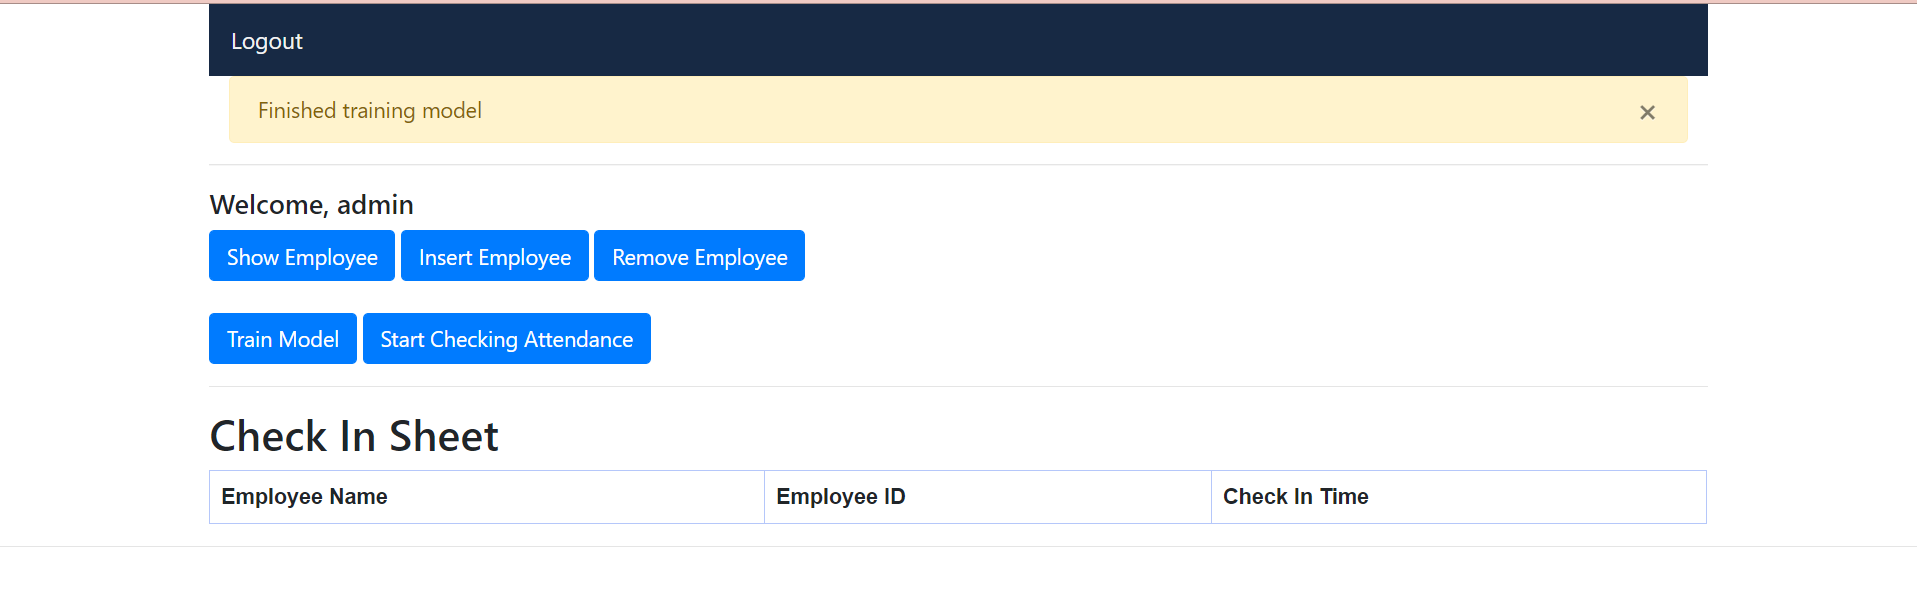 Logout
Finished training model ×
Welcome, admin
Show Employee Insert Employee Remove Employee
Train Model Start Checking Attendance
Check In Sheet
Employee Name Employee ID Check In Time